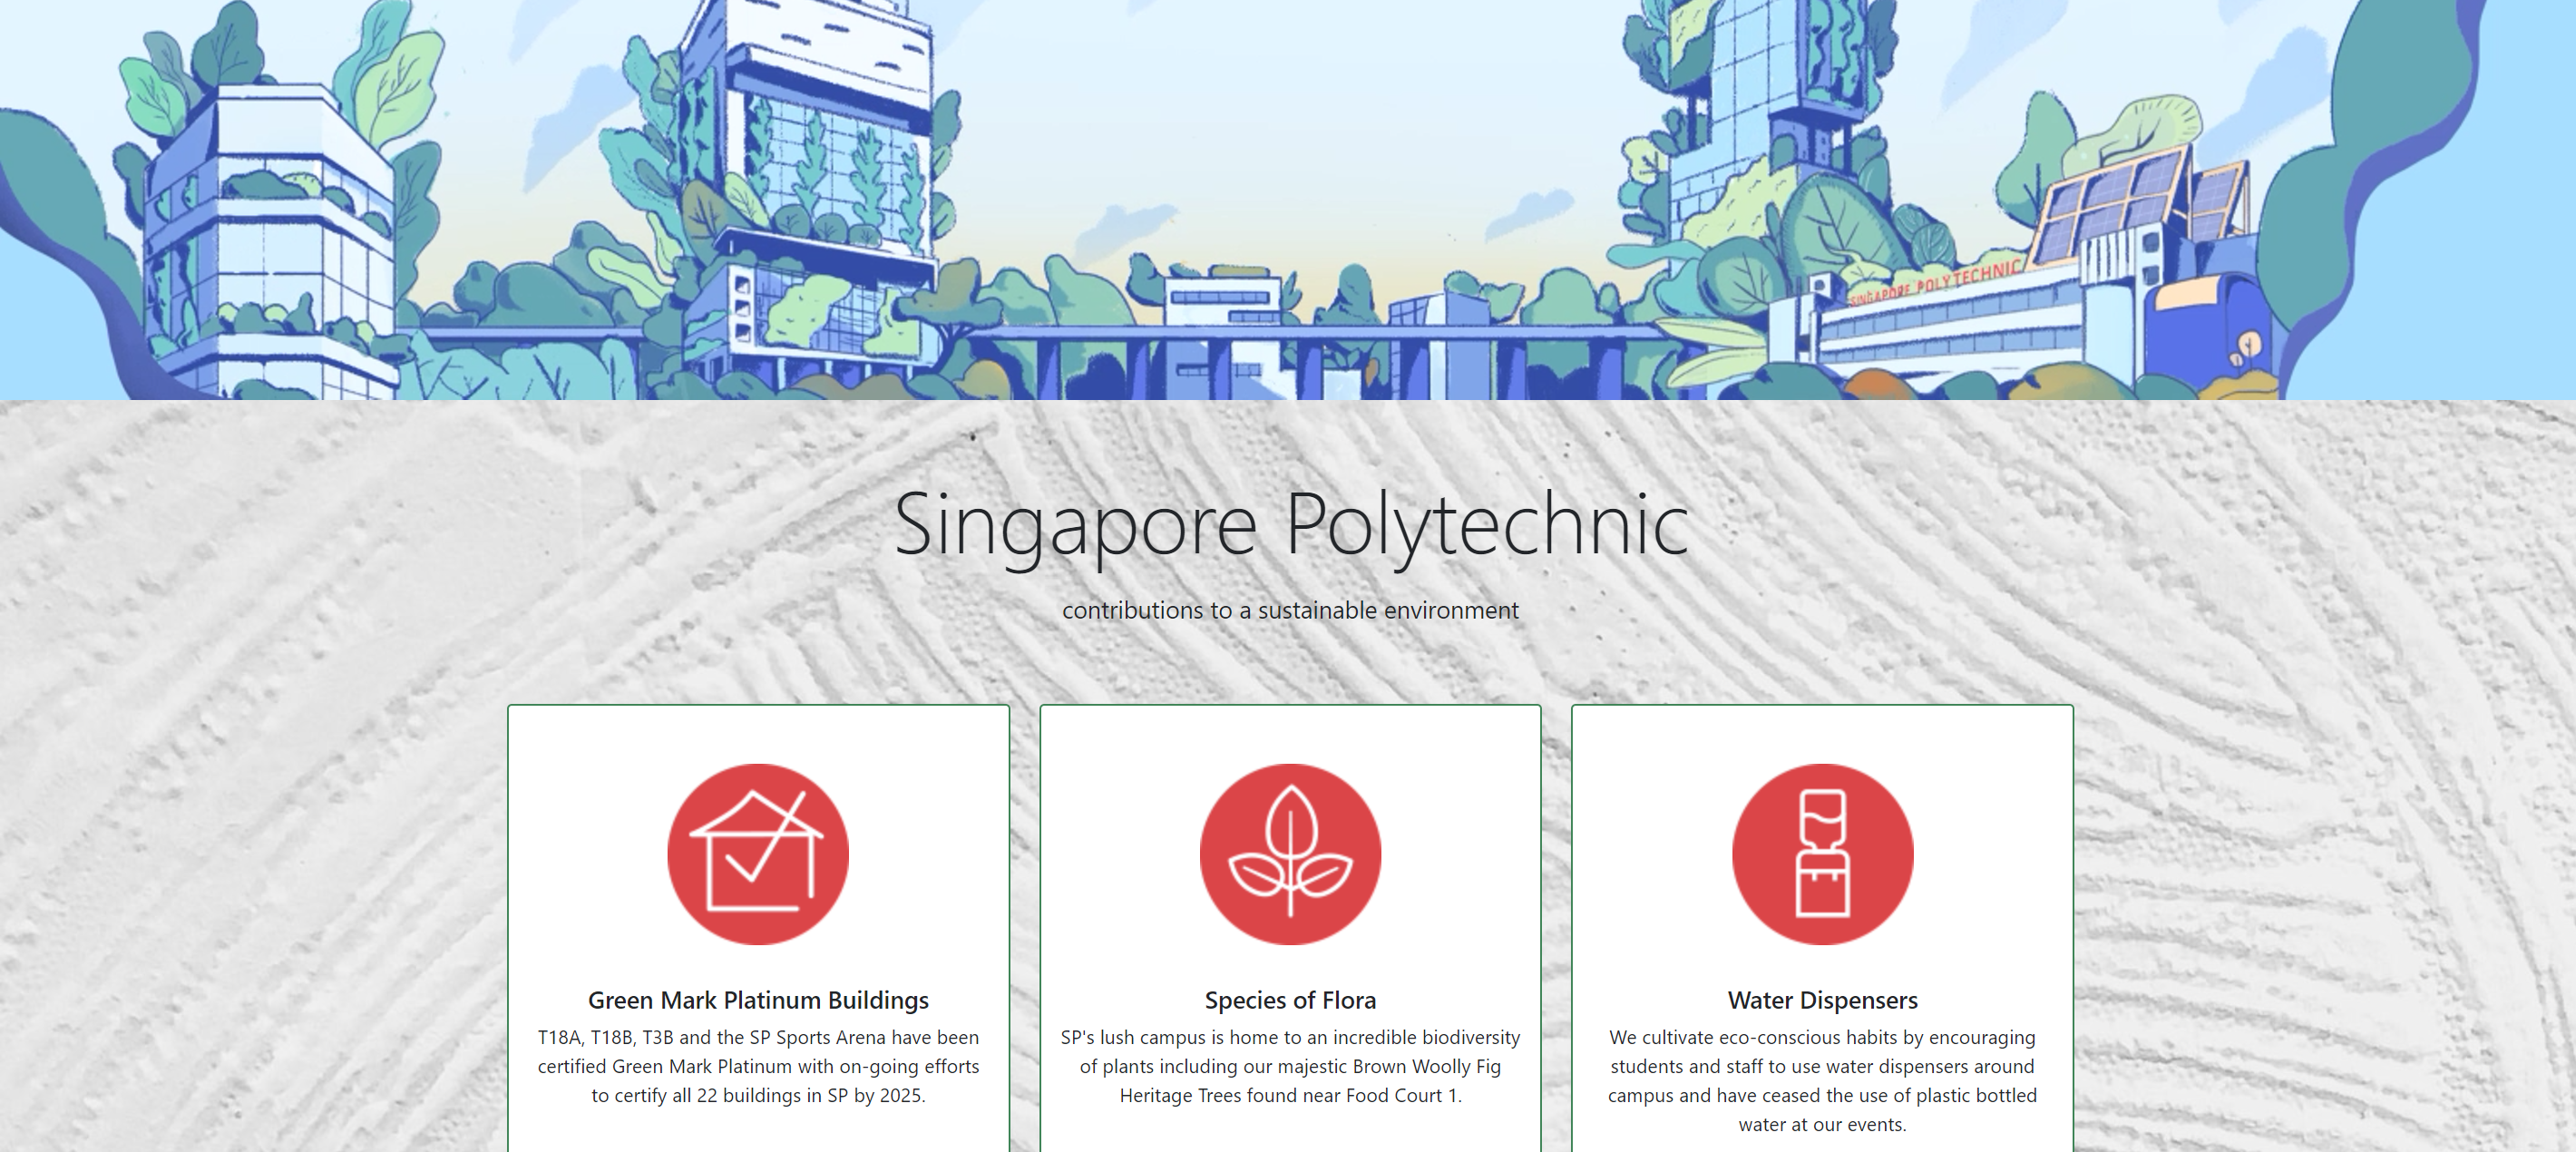 SINGAPORE POLYTECHNIC
Singapore Polytechnic
contributions to a sustainable environment
Green Mark Platinum Buildings
T18A, T18B, T3B and the SP Sports Arena have been
certified Green Mark Platinum with on-going efforts
to certify all 22 buildings in SP by 2025.
Species of Flora
SP's lush campus is home to an incredible biodiversity
of plants including our majestic Brown Woolly Fig
Heritage Trees found near Food Court 1.
Water Dispensers
We cultivate eco-conscious habits by encouraging
students and staff to use water dispensers around
campus and have ceased the use of plastic bottled
water at our events.